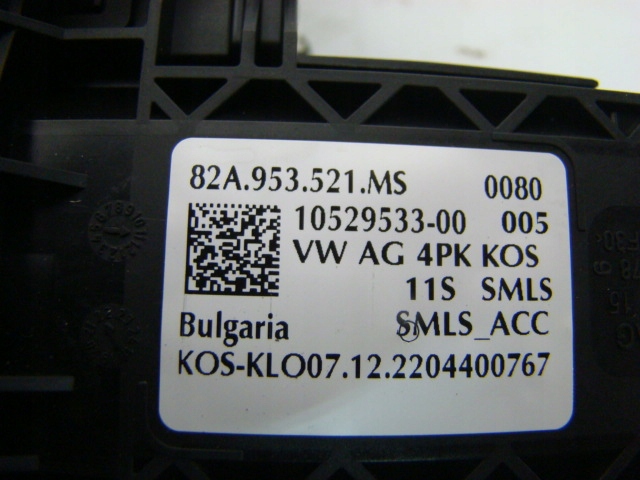 82A.953.521.MS 0080
10529533-00 005
VW AG 4PK KOS
11S SMLS
Bulgaria SMLS_ACC
KOS-KLO07.12.2204400767